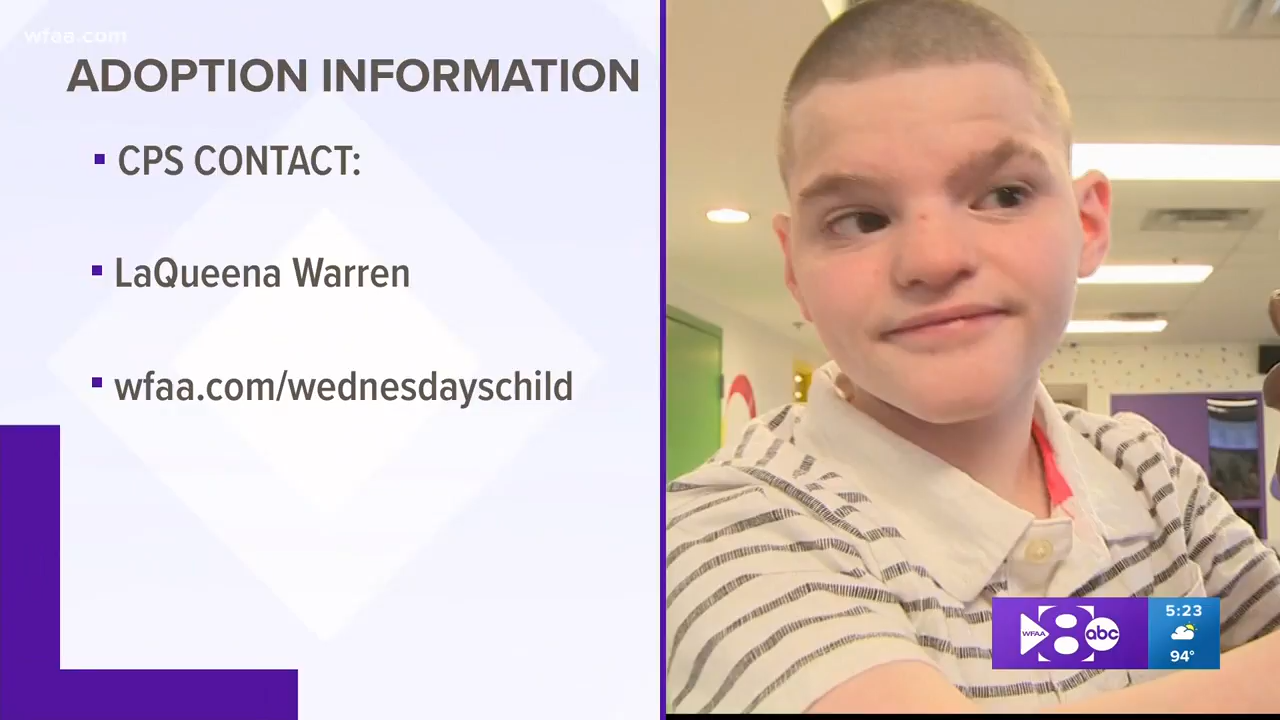 wfaa.com
ADOPTION INFORMATION
CPS CONTACT:
LaQueena Warren
wfaa.com/wednesdayschild
WFAA 8 abc
5:23
94°